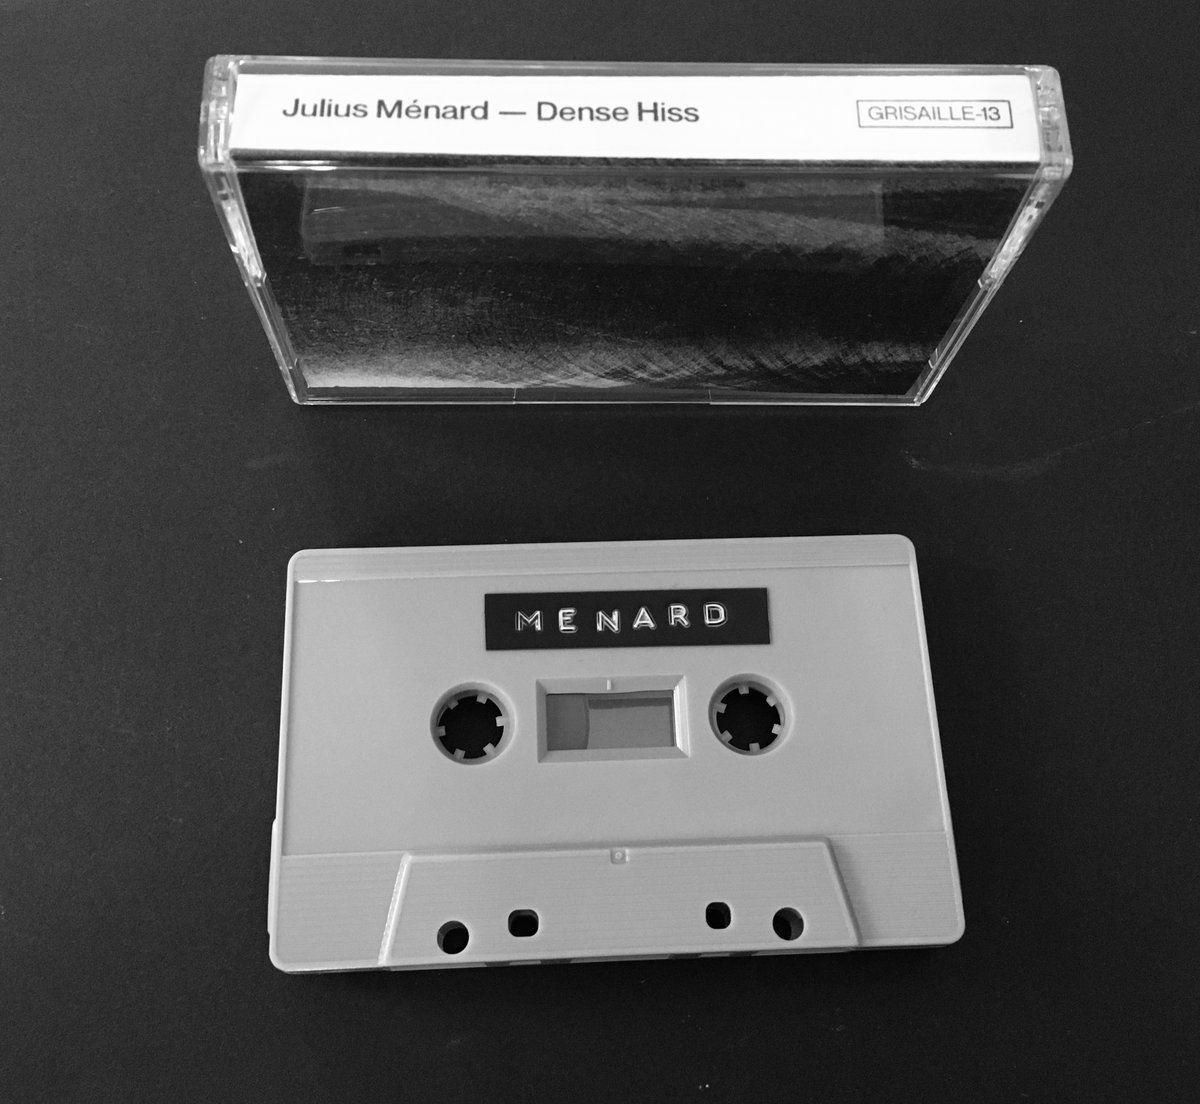 Julius Ménard — Dense Hiss
GRISAILLE-13
MENARD